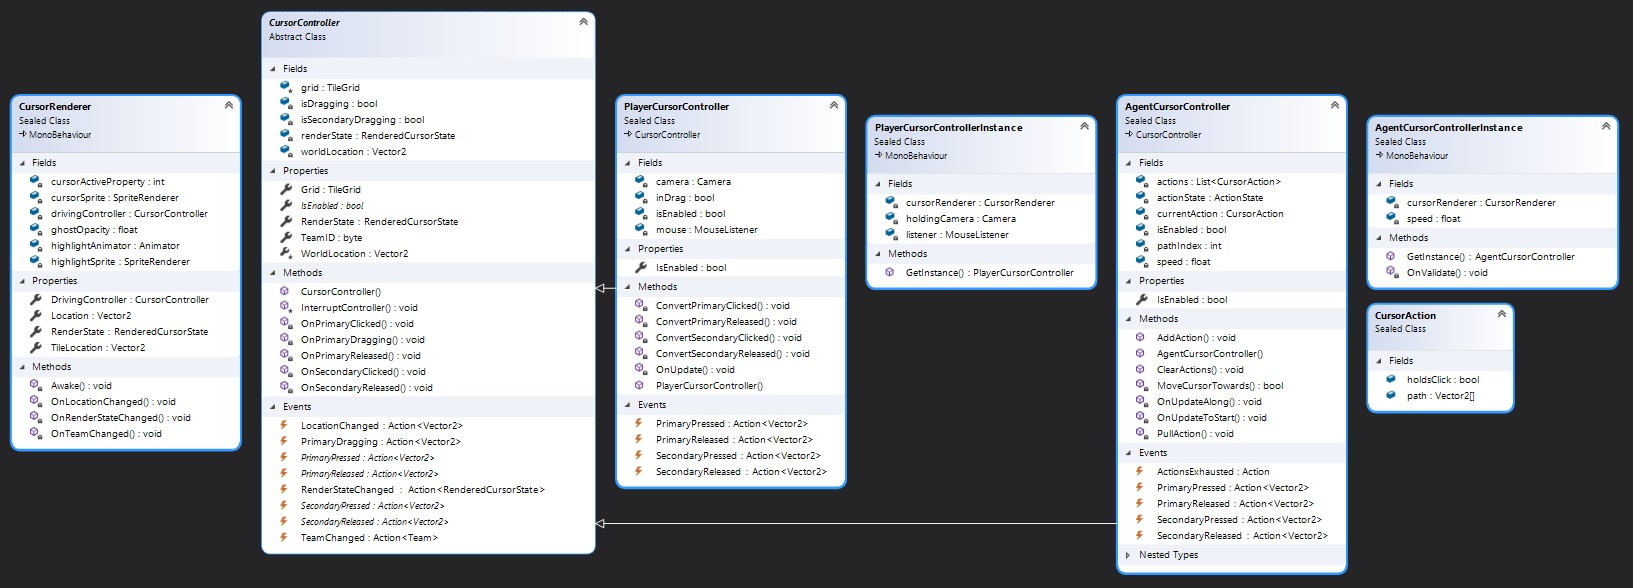 CursorRenderer
Sealed Class
MonoBehaviour
Fields
cursorActiveProperty : int
cursorSprite : SpriteRenderer
drivingController : CursorController
ghostOpacity : float
highlightAnimator : Animator
highlightSprite : SpriteRenderer
Properties
DrivingController : CursorController
Location : Vector2
RenderState : RenderedCursorState
TileLocation : Vector2
Methods
Awake() : void
OnLocationChanged() : void
OnRenderStateChanged() : void
OnTeamChanged() : void
CursorController
Abstract Class
Fields
grid : TileGrid
isDragging : bool
isSecondaryDragging : bool
renderState : RenderedCursorState
worldLocation : Vector2
Properties
Grid : TileGrid
IsEnabled : bool
RenderState : RenderedCursorState
TeamID : byte
WorldLocation : Vector2
Methods
CursorController()
InterruptController() : void
OnPrimaryClicked() : void
OnPrimaryDragging() : void
OnPrimaryReleased() : void
OnSecondaryClicked() : void
OnSecondaryReleased() : void
Events
LocationChanged : Action<Vector2>
PrimaryDragging : Action<Vector2>
PrimaryPressed : Action<Vector2>
PrimaryReleased : Action<Vector2>
RenderStateChanged : Action<RenderedCursorState>
SecondaryPressed : Action<Vector2>
SecondaryReleased : Action<Vector2>
TeamChanged : Action<Team>
PlayerCursorController
Sealed Class
CursorController
Fields
camera : Camera
inDrag : bool
isEnabled : bool
mouse : MouseListener
Properties
IsEnabled : bool
Methods
ConvertPrimaryClicked() : void
ConvertPrimaryReleased() : void
ConvertSecondaryClicked() : void
ConvertSecondaryReleased() : void
OnUpdate() : void
PlayerCursorController()
Events
PrimaryPressed : Action<Vector2>
PrimaryReleased : Action<Vector2>
SecondaryPressed : Action<Vector2>
SecondaryReleased : Action<Vector2>
PlayerCursorControllerInstance
Sealed Class
MonoBehaviour
Fields
cursorRenderer : CursorRenderer
holdingCamera : Camera
listener : MouseListener
Methods
GetInstance() : PlayerCursorController
AgentCursorController
Sealed Class
CursorController
Fields
actions : List<CursorAction>
actionState : ActionState
currentAction : CursorAction
isEnabled : bool
pathIndex : int
speed : float
Properties
IsEnabled : bool
Methods
AddAction() : void
AgentCursorController()
ClearActions() : void
MoveCursorTowards() : bool
OnUpdateAlong() : void
OnUpdateToStart() : void
PullAction() : void
Events
ActionsExhausted : Action
PrimaryPressed : Action<Vector2>
PrimaryReleased : Action<Vector2>
SecondaryPressed : Action<Vector2>
SecondaryReleased : Action<Vector2>
Nested Types
AgentCursorControllerInstance
Sealed Class
MonoBehaviour
Fields
cursorRenderer : CursorRenderer
speed : float
Methods
GetInstance() : AgentCursorController
OnValidate() : void
CursorAction
Sealed Class
Fields
holdsClick : bool
path : Vector2[]